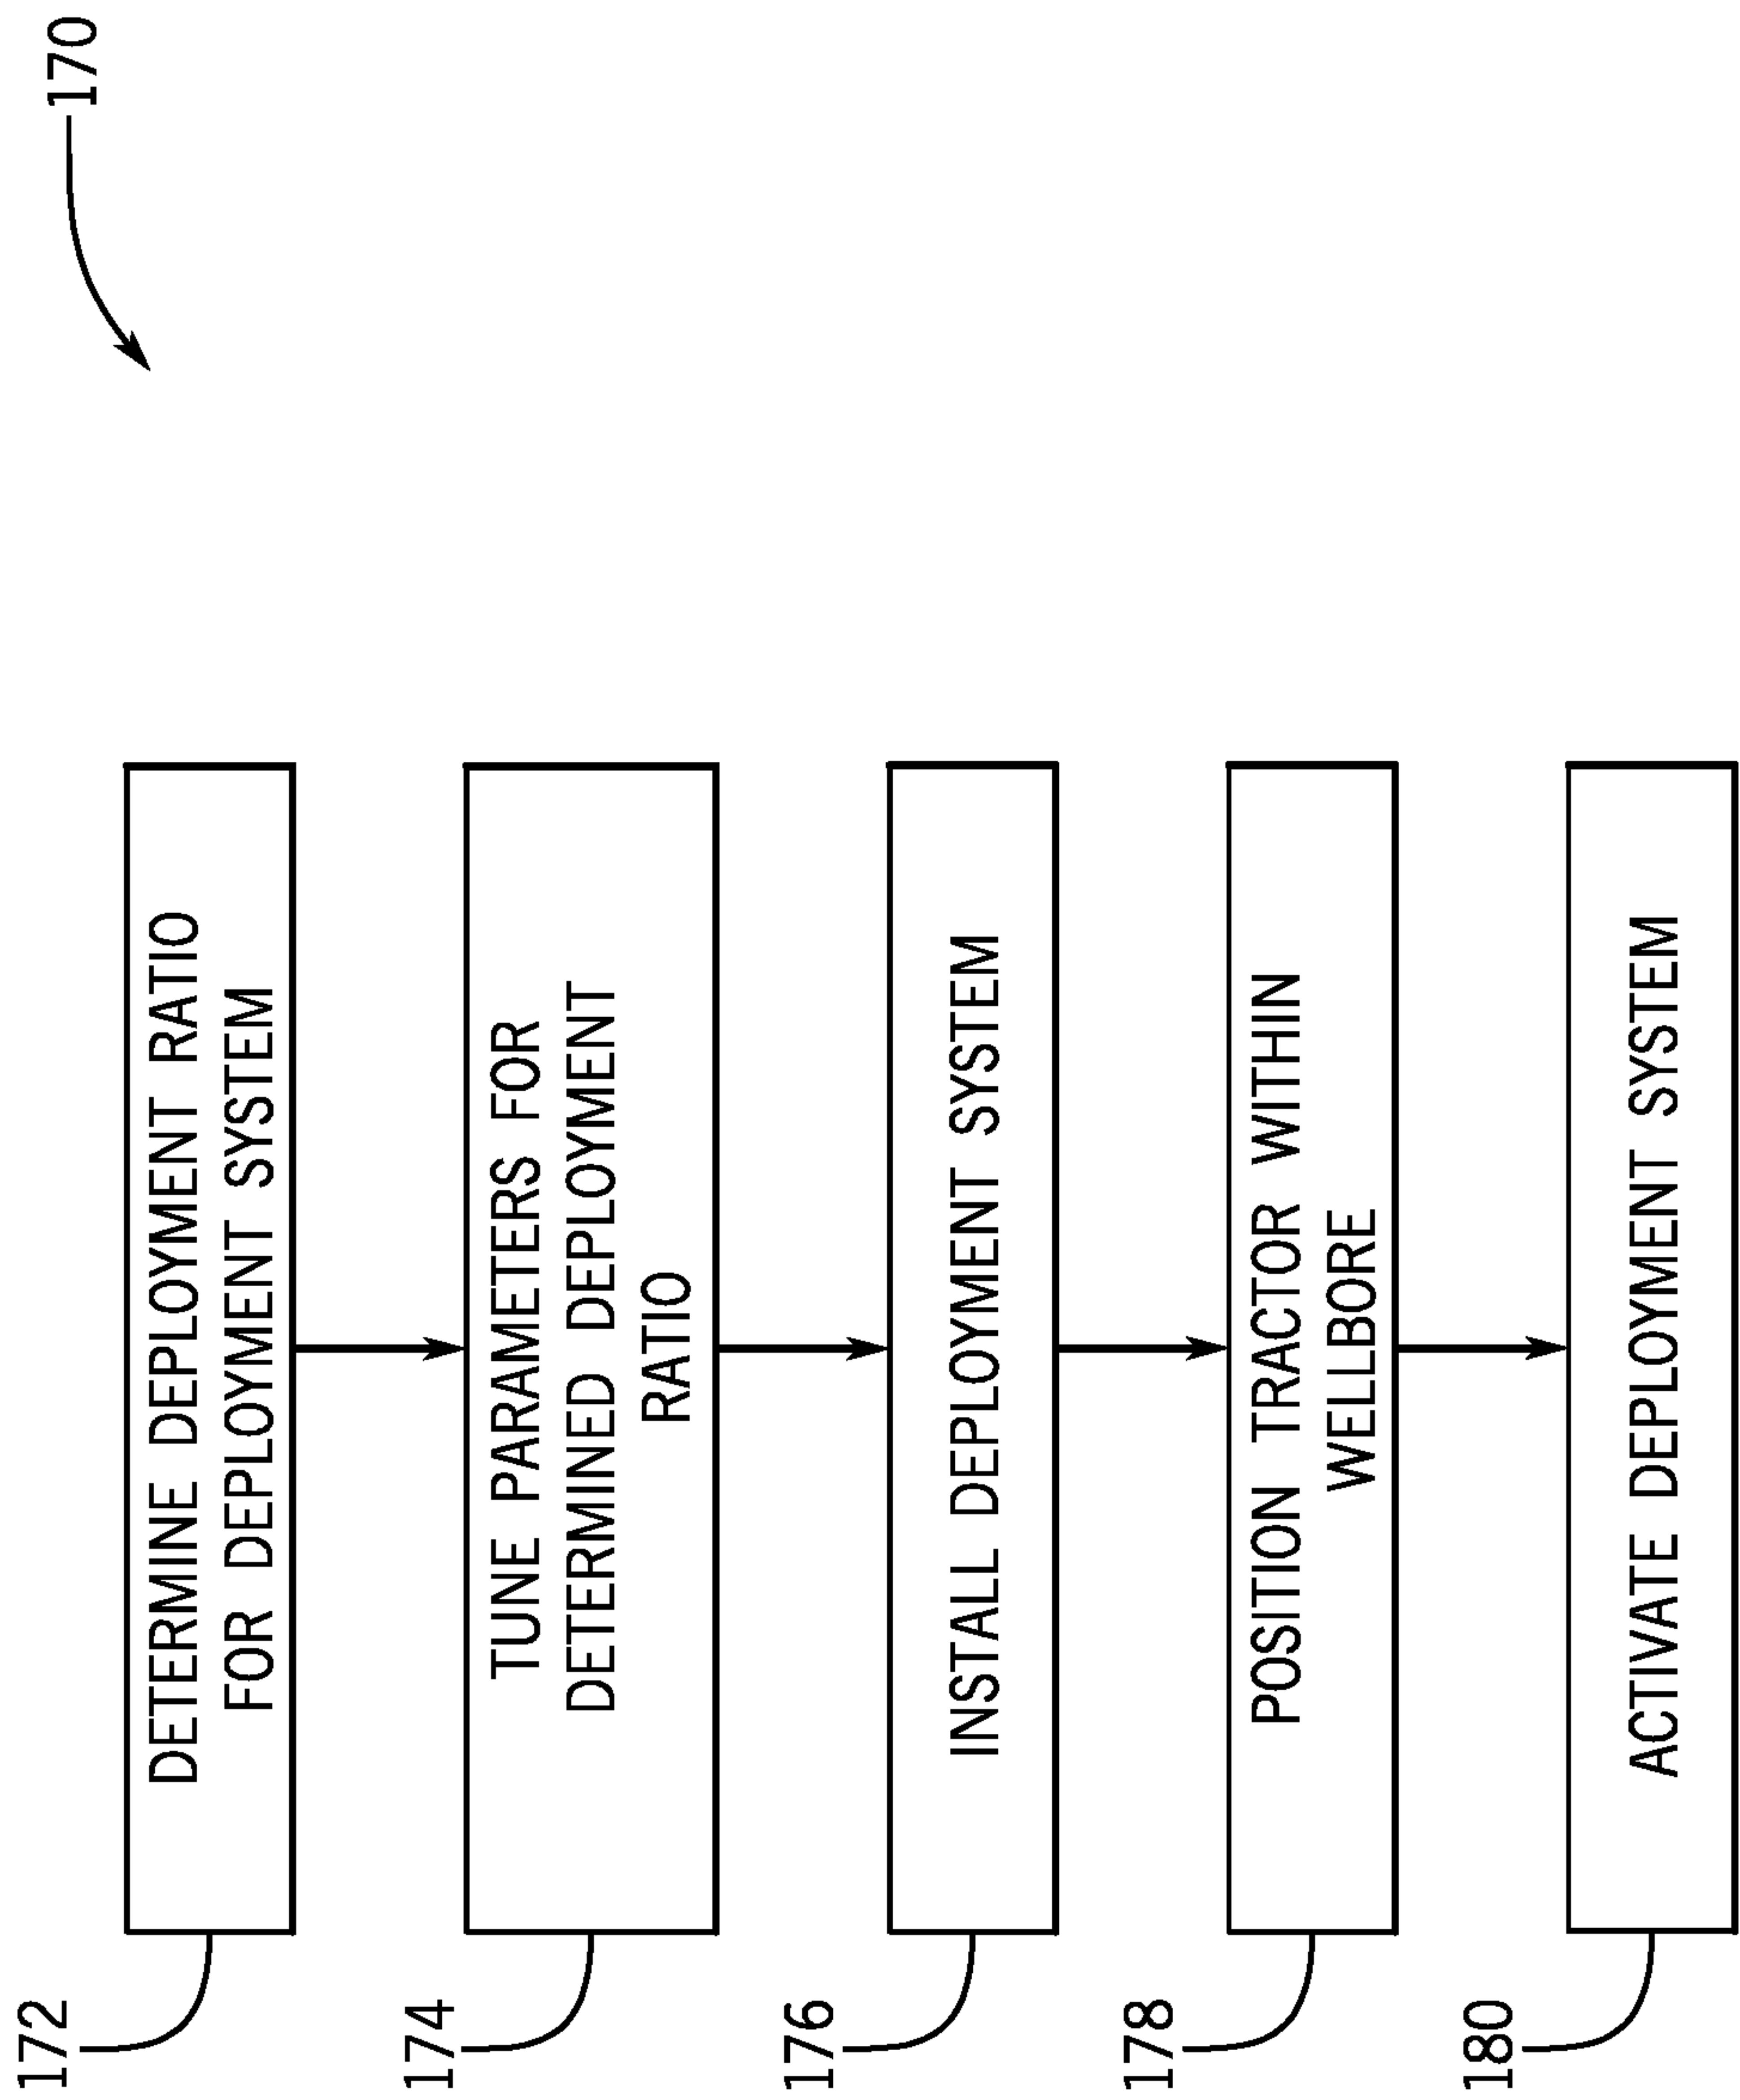 170
172
DETERMINE DEPLOYMENT RATIO
FOR DEPLOYMENT SYSTEM
174
TUNE PARAMETERS FOR
DETERMINED DEPLOYMENT
RATIO
176
INSTALL DEPLOYMENT SYSTEM
178
POSITION TRACTOR WITHIN
WELLBORE
180
ACTIVATE DEPLOYMENT SYSTEM